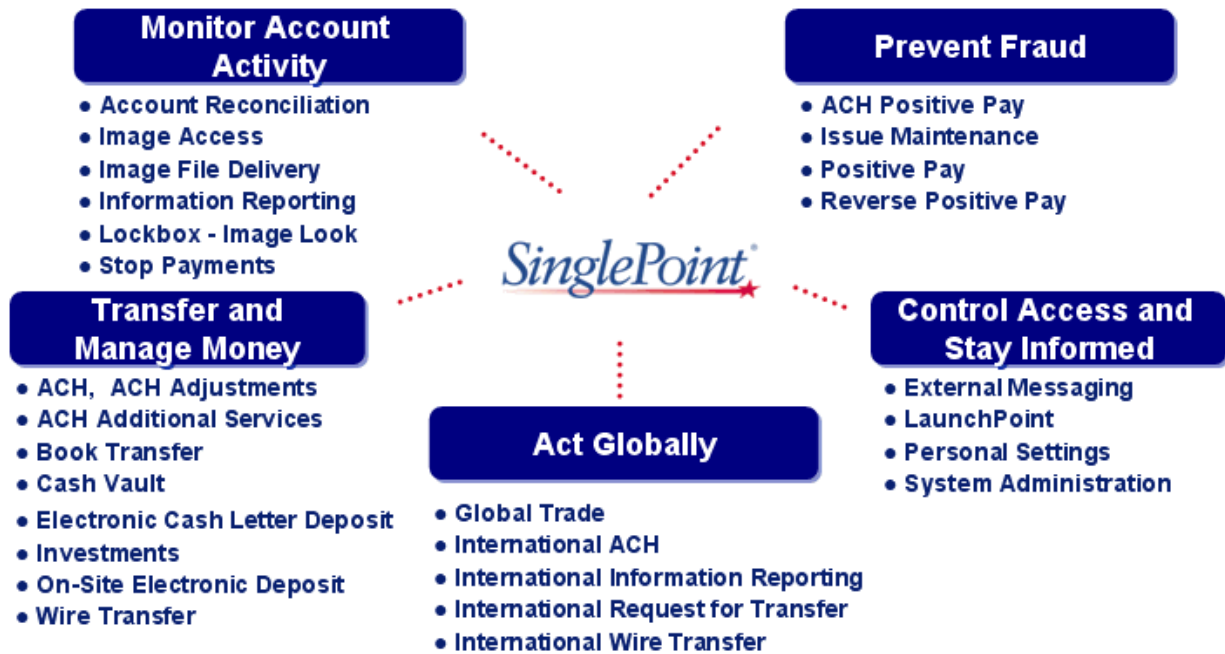 Monitor Account
Activity
• Account Reconciliation
• Image Access
• Image File Delivery
• Information Reporting
• Lockbox - Image Look
• Stop Payments
Prevent Fraud
• ACH Positive Pay
• Issue Maintenance
• Positive Pay
• Reverse Positive Pay
SinglePoint®
Transfer and
Manage Money
• ACH, ACH Adjustments
• ACH Additional Services
• Book Transfer
• Cash Vault
• Electronic Cash Letter Deposit
• Investments
• On-Site Electronic Deposit
• Wire Transfer
Act Globally
• Global Trade
• International ACH
• International Information Reporting
• International Request for Transfer
• International Wire Transfer
Control Access and
Stay Informed
• External Messaging
• LaunchPoint
• Personal Settings
• System Administration